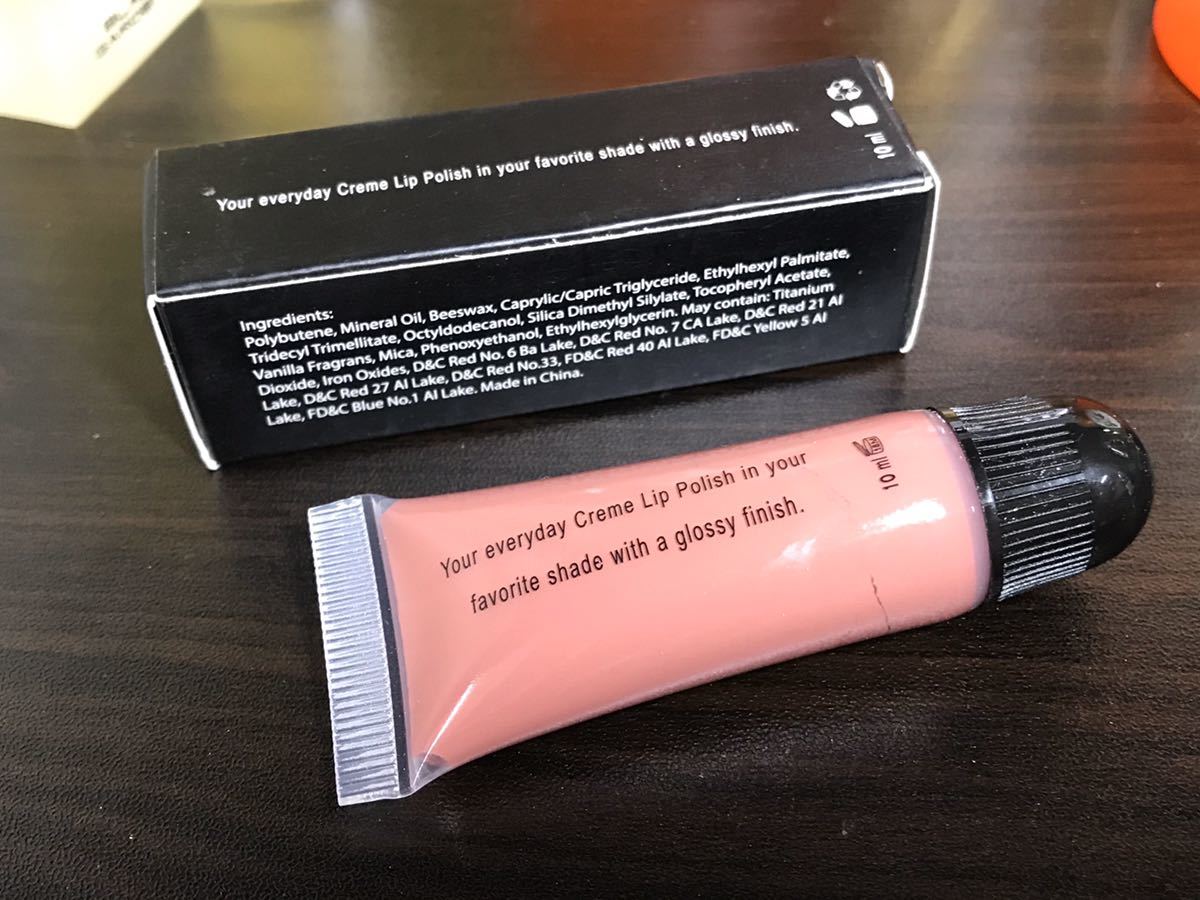 Your everyday Creme Lip Polish in your favorite shade with a glossy finish.
10 ml
Ingredients:
Polybutene, Mineral Oil, Beeswax, Caprylic/Capric Triglyceride, Ethylhexyl Palmitate,
Tridecyl Trimellitate, Octyldodecanol, Silica Dimethyl Silylate, Tocopheryl Acetate,
Vanilla Fragrans, Mica, Phenoxyethanol, Ethylhexylglycerin. May contain: Titanium
Dioxide, Iron Oxides, D&C Red No. 6 Ba Lake, D&C Red No. 7 CA Lake, D&C Red 21 Al
Lake, D&C Red 27 Al Lake, D&C Red No.33, FD&C Red 40 Al Lake, FD&C Yellow 5 Al
Lake, FD&C Blue No.1 Al Lake. Made in China.
Your everyday Creme Lip Polish in your
favorite shade with a glossy finish.
10 ml